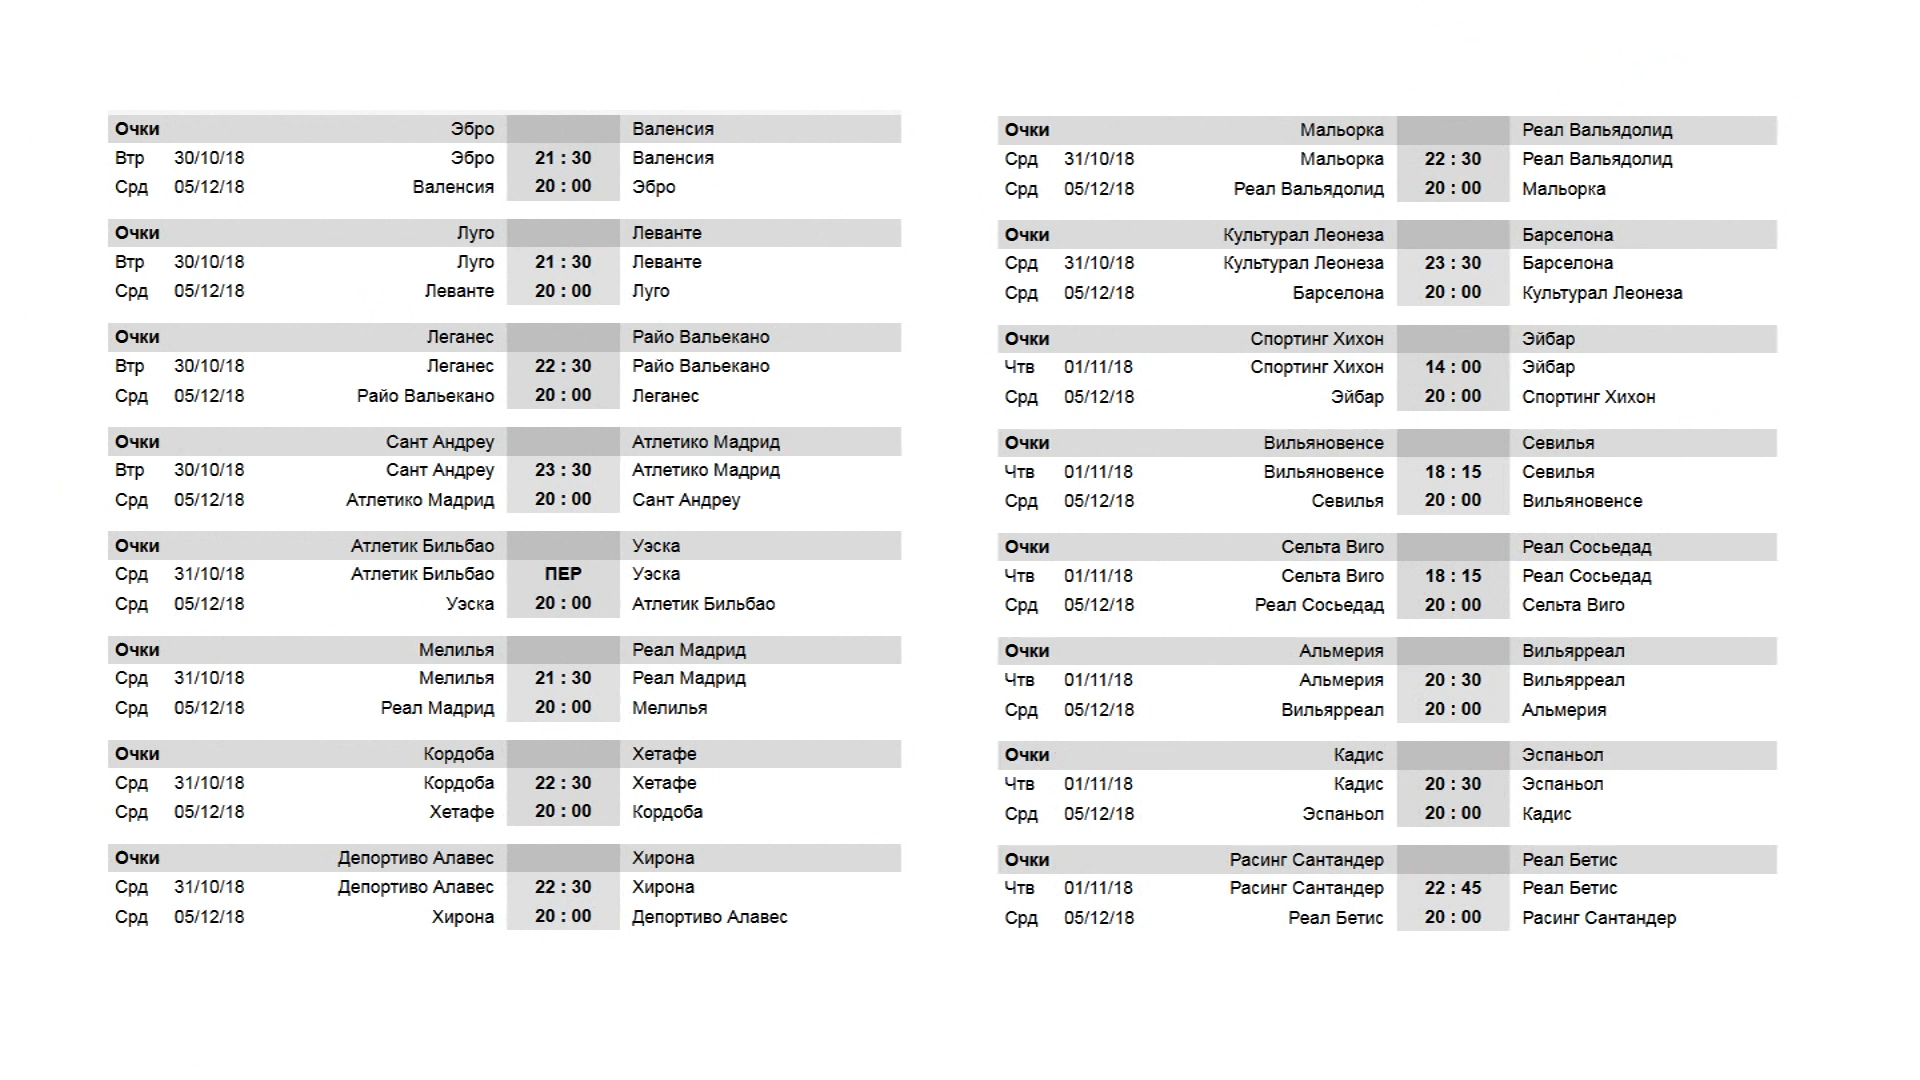 Очки Эбро Валенсия
Втр 30/10/18 Эбро 21 : 30 Валенсия
Срд 05/12/18 Валенсия 20 : 00 Эбро
Очки Луго Леванте
Втр 30/10/18 Луго 21 : 30 Леванте
Срд 05/12/18 Леванте 20 : 00 Луго
Очки Леганес Райо Вальекано
Втр 30/10/18 Леганес 22 : 30 Райо Вальекано
Срд 05/12/18 Райо Вальекано 20 : 00 Леганес
Очки Сант Андреу Атлетико Мадрид
Втр 30/10/18 Сант Андреу 23 : 30 Атлетико Мадрид
Срд 05/12/18 Атлетико Мадрид 20 : 00 Сант Андреу
Очки Атлетик Бильбао Уэска
Срд 31/10/18 Атлетик Бильбао ПЕР Уэска
Срд 05/12/18 Уэска 20 : 00 Атлетик Бильбао
Очки Мелилья Реал Мадрид
Срд 31/10/18 Мелилья 21 : 30 Реал Мадрид
Срд 05/12/18 Реал Мадрид 20 : 00 Мелилья
Очки Кордоба Хетафе
Срд 31/10/18 Кордоба 22 : 30 Хетафе
Срд 05/12/18 Хетафе 20 : 00 Кордоба
Очки Депортиво Алавес Хирона
Срд 31/10/18 Депортиво Алавес 22 : 30 Хирона
Срд 05/12/18 Хирона 20 : 00 Депортиво Алавес
Очки Мальорка Реал Вальядолид
Срд 31/10/18 Мальорка 22 : 30 Реал Вальядолид
Срд 05/12/18 Реал Вальядолид 20 : 00 Мальорка
Очки Культурал Леонеза Барселона
Срд 31/10/18 Культурал Леонеза 23 : 30 Барселона
Срд 05/12/18 Барселона 20 : 00 Культурал Леонеза
Очки Спортинг Хихон Эйбар
Чтв 01/11/18 Спортинг Хихон 14 : 00 Эйбар
Срд 05/12/18 Эйбар 20 : 00 Спортинг Хихон
Очки Вильяновенсе Севилья
Чтв 01/11/18 Вильяновенсе 18 : 15 Севилья
Срд 05/12/18 Севилья 20 : 00 Вильяновенсе
Очки Сельта Виго Реал Сосьедад
Чтв 01/11/18 Сельта Виго 18 : 15 Реал Сосьедад
Срд 05/12/18 Реал Сосьедад 20 : 00 Сельта Виго
Очки Альмерия Вильярреал
Чтв 01/11/18 Альмерия 20 : 30 Вильярреал
Срд 05/12/18 Вильярреал 20 : 00 Альмерия
Очки Кадис Эспаньол
Чтв 01/11/18 Кадис 20 : 30 Эспаньол
Срд 05/12/18 Эспаньол 20 : 00 Кадис
Очки Расинг Сантандер Реал Бетис
Чтв 01/11/18 Расинг Сантандер 22 : 45 Реал Бетис
Срд 05/12/18 Реал Бетис 20 : 00 Расинг Сантандер